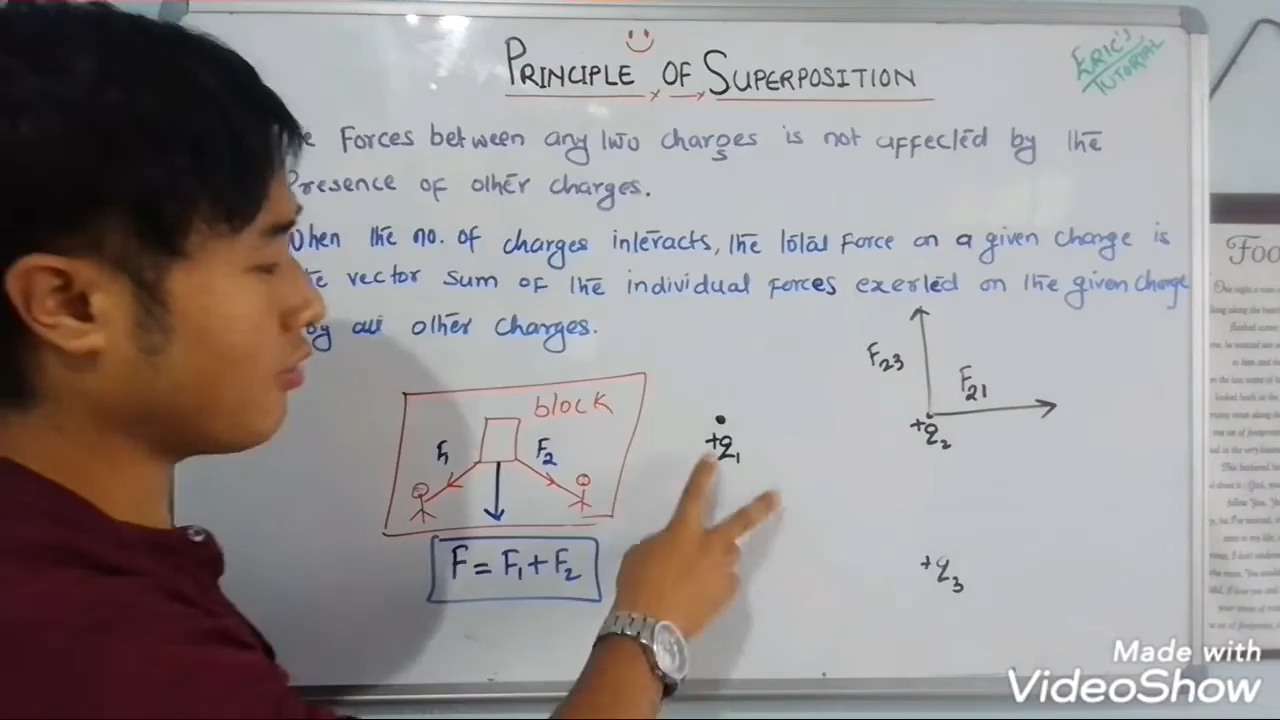 PRINCIPLE OF SUPERPOSITION
ERIC'S
TUTORIAL
Forces between any two charges is not affected by the
Presence of other charges.
When the no. of charges interacts, the total Force on a given charge is
vector sum of the individual forces exerted on the given charge
by all other charges.
block
F₁
F₂
F = F₁ + F₂
+q₁
F₂₃
F₂₁
+q₂
+q₃
Foo
Made with
VideoShow